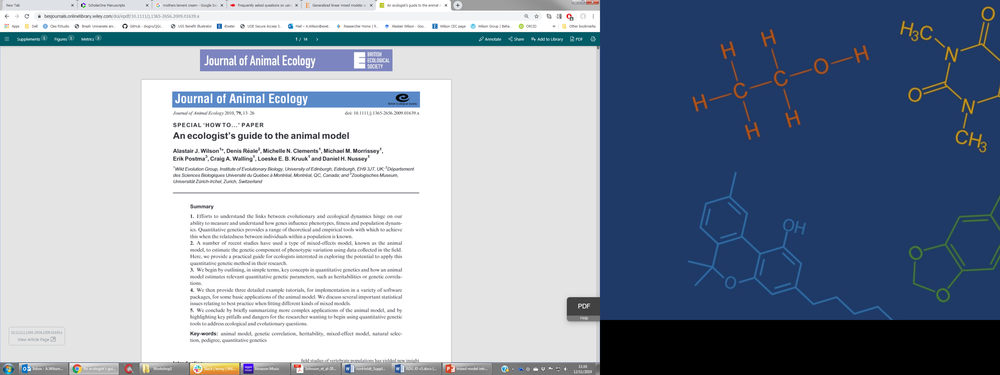 New Tab
ScholarOne Manuscripts
mothers lament cream - Google Sea
Frequently asked questions on usin
Generalized linear mixed models: a
An ecologist's guide to the animal m
besjournals.onlinelibrary.wiley.com/doi/epdf/10.1111/j.1365-2656.2009.01639.x
4
Apps
Dell
Cles RStudio
Brazil: Univariate ani...
GitHub - diogro/QGc...
USS Benefit Illustrator
iExeter
UOE Secure Access S...
Mail – A.Wilson@exet...
Researcher Home | R...
Alastair Wilson - Goo...
Wilson CEC page
Wilson Group | Beha...
ORCID
»
Other bookmarks
Supplements 1
Figures 1
Metrics 3
1 / 14
Annotate
Share
Add to Library
PDF
Journal of Animal Ecology
BRITISH
ECOLOGICAL
SOCIETY
Journal of Animal Ecology
British Ecological Society
Journal of Animal Ecology 2010, 79, 13–26
doi: 10.1111/j.1365-2656.2009.01639.x
SPECIAL ‘HOW TO...’ PAPER
An ecologist’s guide to the animal model
Alastair J. Wilson1*, Denis Réale2, Michelle N. Clements1, Michael M. Morrissey1,
Erik Postma3, Craig A. Walling1, Loeske E. B. Kruuk1 and Daniel H. Nussey1
1Wild Evolution Group, Institute of Evolutionary Biology, University of Edinburgh, Edinburgh, EH9 3JT, UK; 2Département
des Sciences Biologiques Université du Québec à Montréal, Montréal, QC, Canada; and 3Zoologisches Museum,
Universität Zürich-Irchel, Zurich, Switzerland
Summary
1. Efforts to understand the links between evolutionary and ecological dynamics hinge on our
ability to measure and understand how genes influence phenotypes, fitness and population dynam-
ics. Quantitative genetics provides a range of theoretical and empirical tools with which to achieve
this when the relatedness between individuals within a population is known.
2. A number of recent studies have used a type of mixed-effects model, known as the animal
model, to estimate the genetic component of phenotypic variation using data collected in the field.
Here, we provide a practical guide for ecologists interested in exploring the potential to apply this
quantitative genetic method in their research.
3. We begin by outlining, in simple terms, key concepts in quantitative genetics and how an animal
model estimates relevant quantitative genetic parameters, such as heritabilities or genetic correla-
tions.
4. We then provide three detailed example tutorials, for implementation in a variety of software
packages, for some basic applications of the animal model. We discuss several important statistical
issues relating to best practice when fitting different kinds of mixed models.
5. We conclude by briefly summarizing more complex applications of the animal model, and by
highlighting key pitfalls and dangers for the researcher wanting to begin using quantitative genetic
tools to address ecological and evolutionary questions.
Key-words: animal model, genetic correlation, heritability, mixed-effect model, natural selec-
tion, pedigree, quantitative genetics
Introduction
field studies of vertebrate populations has yielded new insight
10.1111/j.1365-2656.2009.01639.x
View Article Page
PDF
Help
Inbox - A.Wilson...
An ecologist's gui...
Workshop1
Slack | lenny | Wil...
amazon music
Amazon Music
Johnson_et_al-20...
vonHoldt_Suppl...
ADG JD v3.docx (...
mixed model intr...
11:16
12/11/2019
H
H
H
C
C
O
H
H
H
H3C
O
N
O
N
CH3
OH
O
O
O